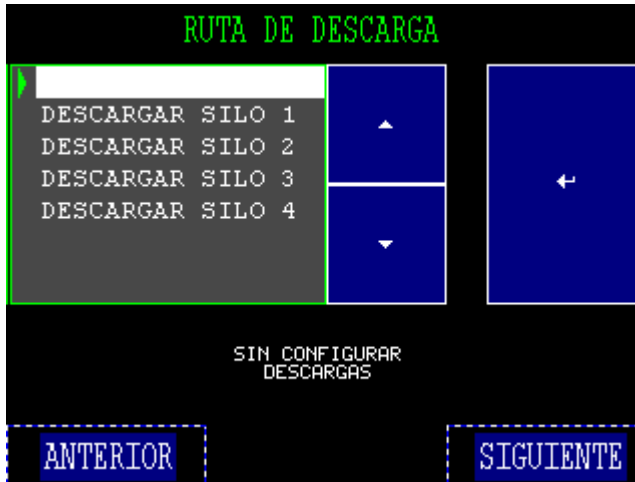 RUTA DE DESCARGA
DESCARGAR SILO 1
DESCARGAR SILO 2
DESCARGAR SILO 3
DESCARGAR SILO 4
SIN CONFIGURAR
DESCARGAS
ANTERIOR
SIGUIENTE